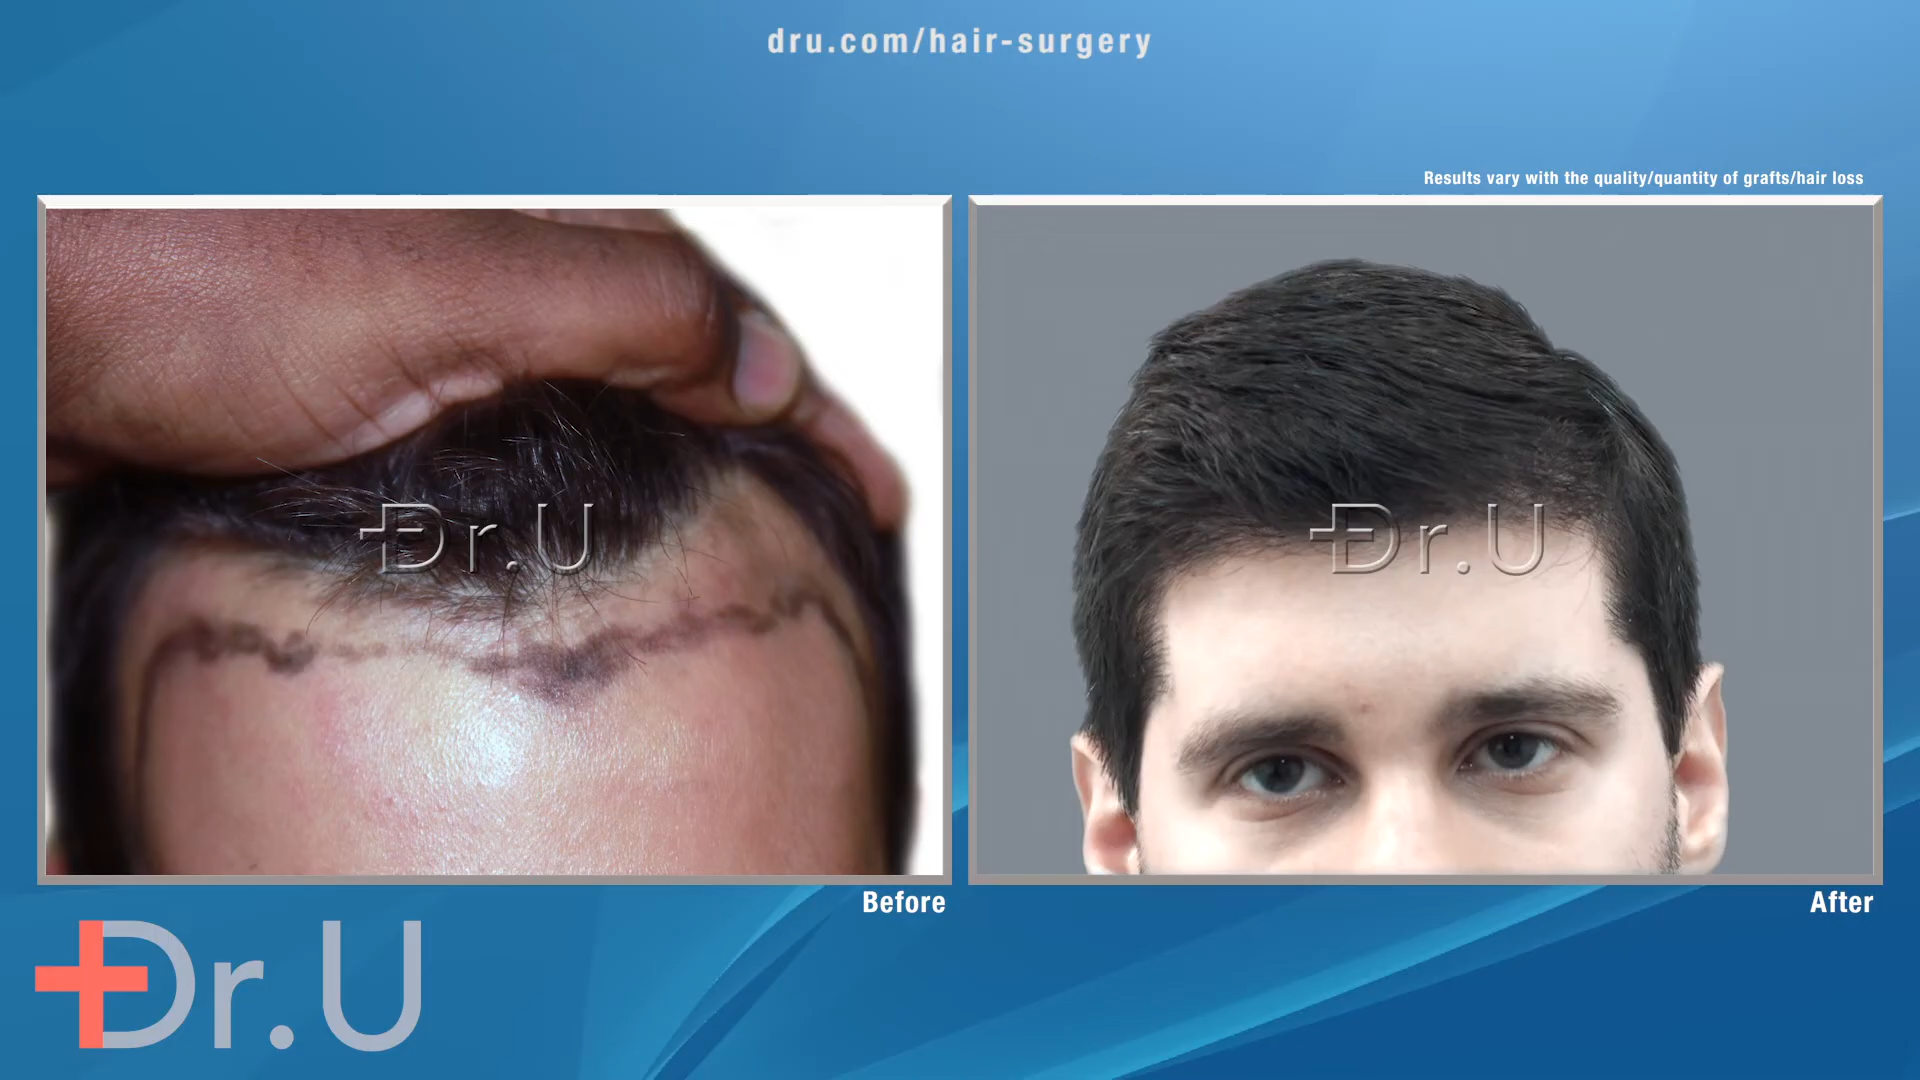 dru.com/hair-surgery
Results vary with the quality/quantity of grafts/hair loss
Dr.U
Dr.U
Before
After
Dr.U